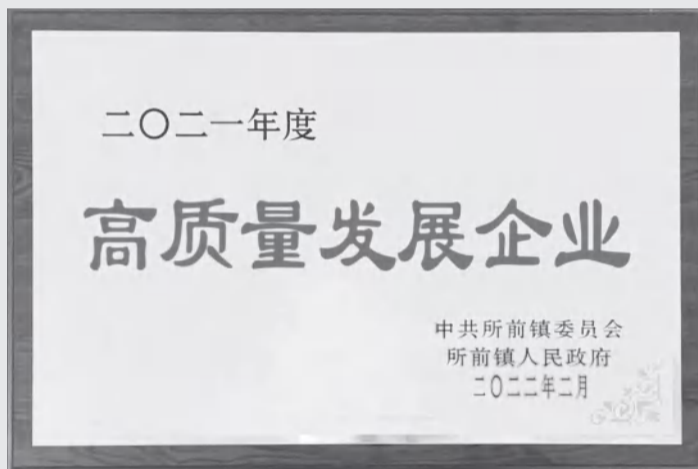 二〇二一年度
高质量发展企业
中共所前镇委员会
所前镇人民政府
二〇二二年二月